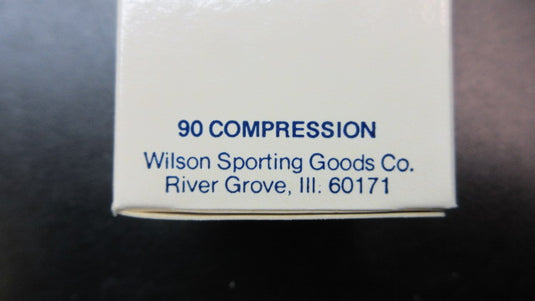 90 COMPRESSION
Wilson Sporting Goods Co.
River Grove, Ill. 60171